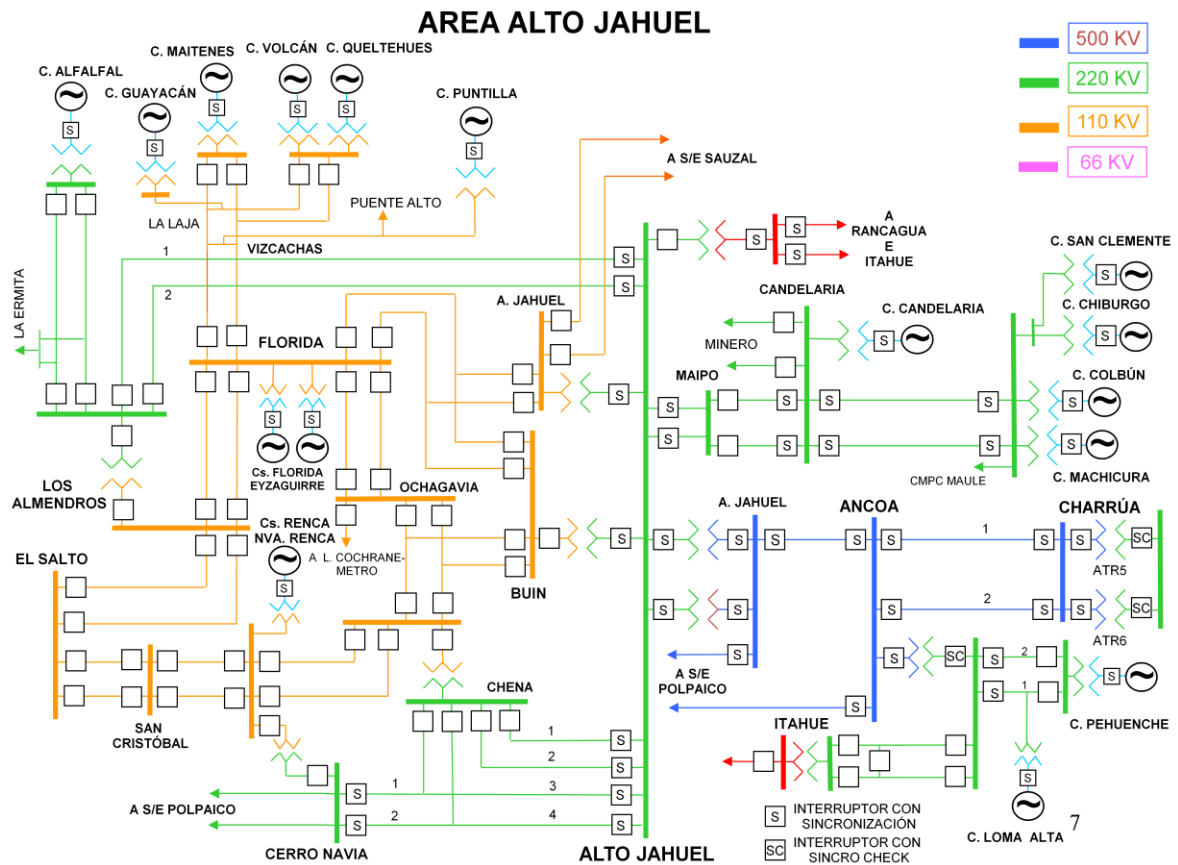 AREA ALTO JAHUEL
500 KV
220 KV
110 KV
66 KV
C. ALFALFAL
C. GUAYACÁN
C. MAITENES
C. VOLCÁN
C. QUELTEHUES
C. PUNTILLA
S
S
S
S
S
S
A S/E SAUZAL
LA LAJA
PUENTE ALTO
VIZCACHAS
1
2
S
S
S
S
S
A
RANCAGUA
E
ITAHUE
LA ERMITA
CANDELARIA
C. CANDELARIA
S
MINERO
C. SAN CLEMENTE
S
C. CHIBURGO
S
C. COLBÚN
S
C. MACHICURA
S
CMPC MAULE
A. JAHUEL
FLORIDA
MAIPO
S
S
S
S
S
S
S
S
S
S
S
S
S
Cs. FLORIDA
EYZAGUIRRE
LOS
ALMENDROS
OCHAGAVIA
Cs. RENCA
NVA. RENCA
S
A L. COCHRANE-
METRO
EL SALTO
BUIN
S
A. JAHUEL
ANCOA
CHARRÚA
S
S
S
S
S
1
S
S
SC
ATR5
S
S
S
2
S
S
SC
ATR6
S
A S/E
POLPAICO
S
SC
S
2
S
1
S
S
C. PEHUENCHE
SAN
CRISTÓBAL
CHENA
ITAHUE
1
S
2
S
3
S
4
S
A S/E POLPAICO
1
S
2
S
S
C. LOMA ALTA
7
CERRO NAVIA
ALTO JAHUEL
S
INTERRUPTOR CON
SINCRONIZACIÓN
SC
INTERRUPTOR CON
SINCRO CHECK